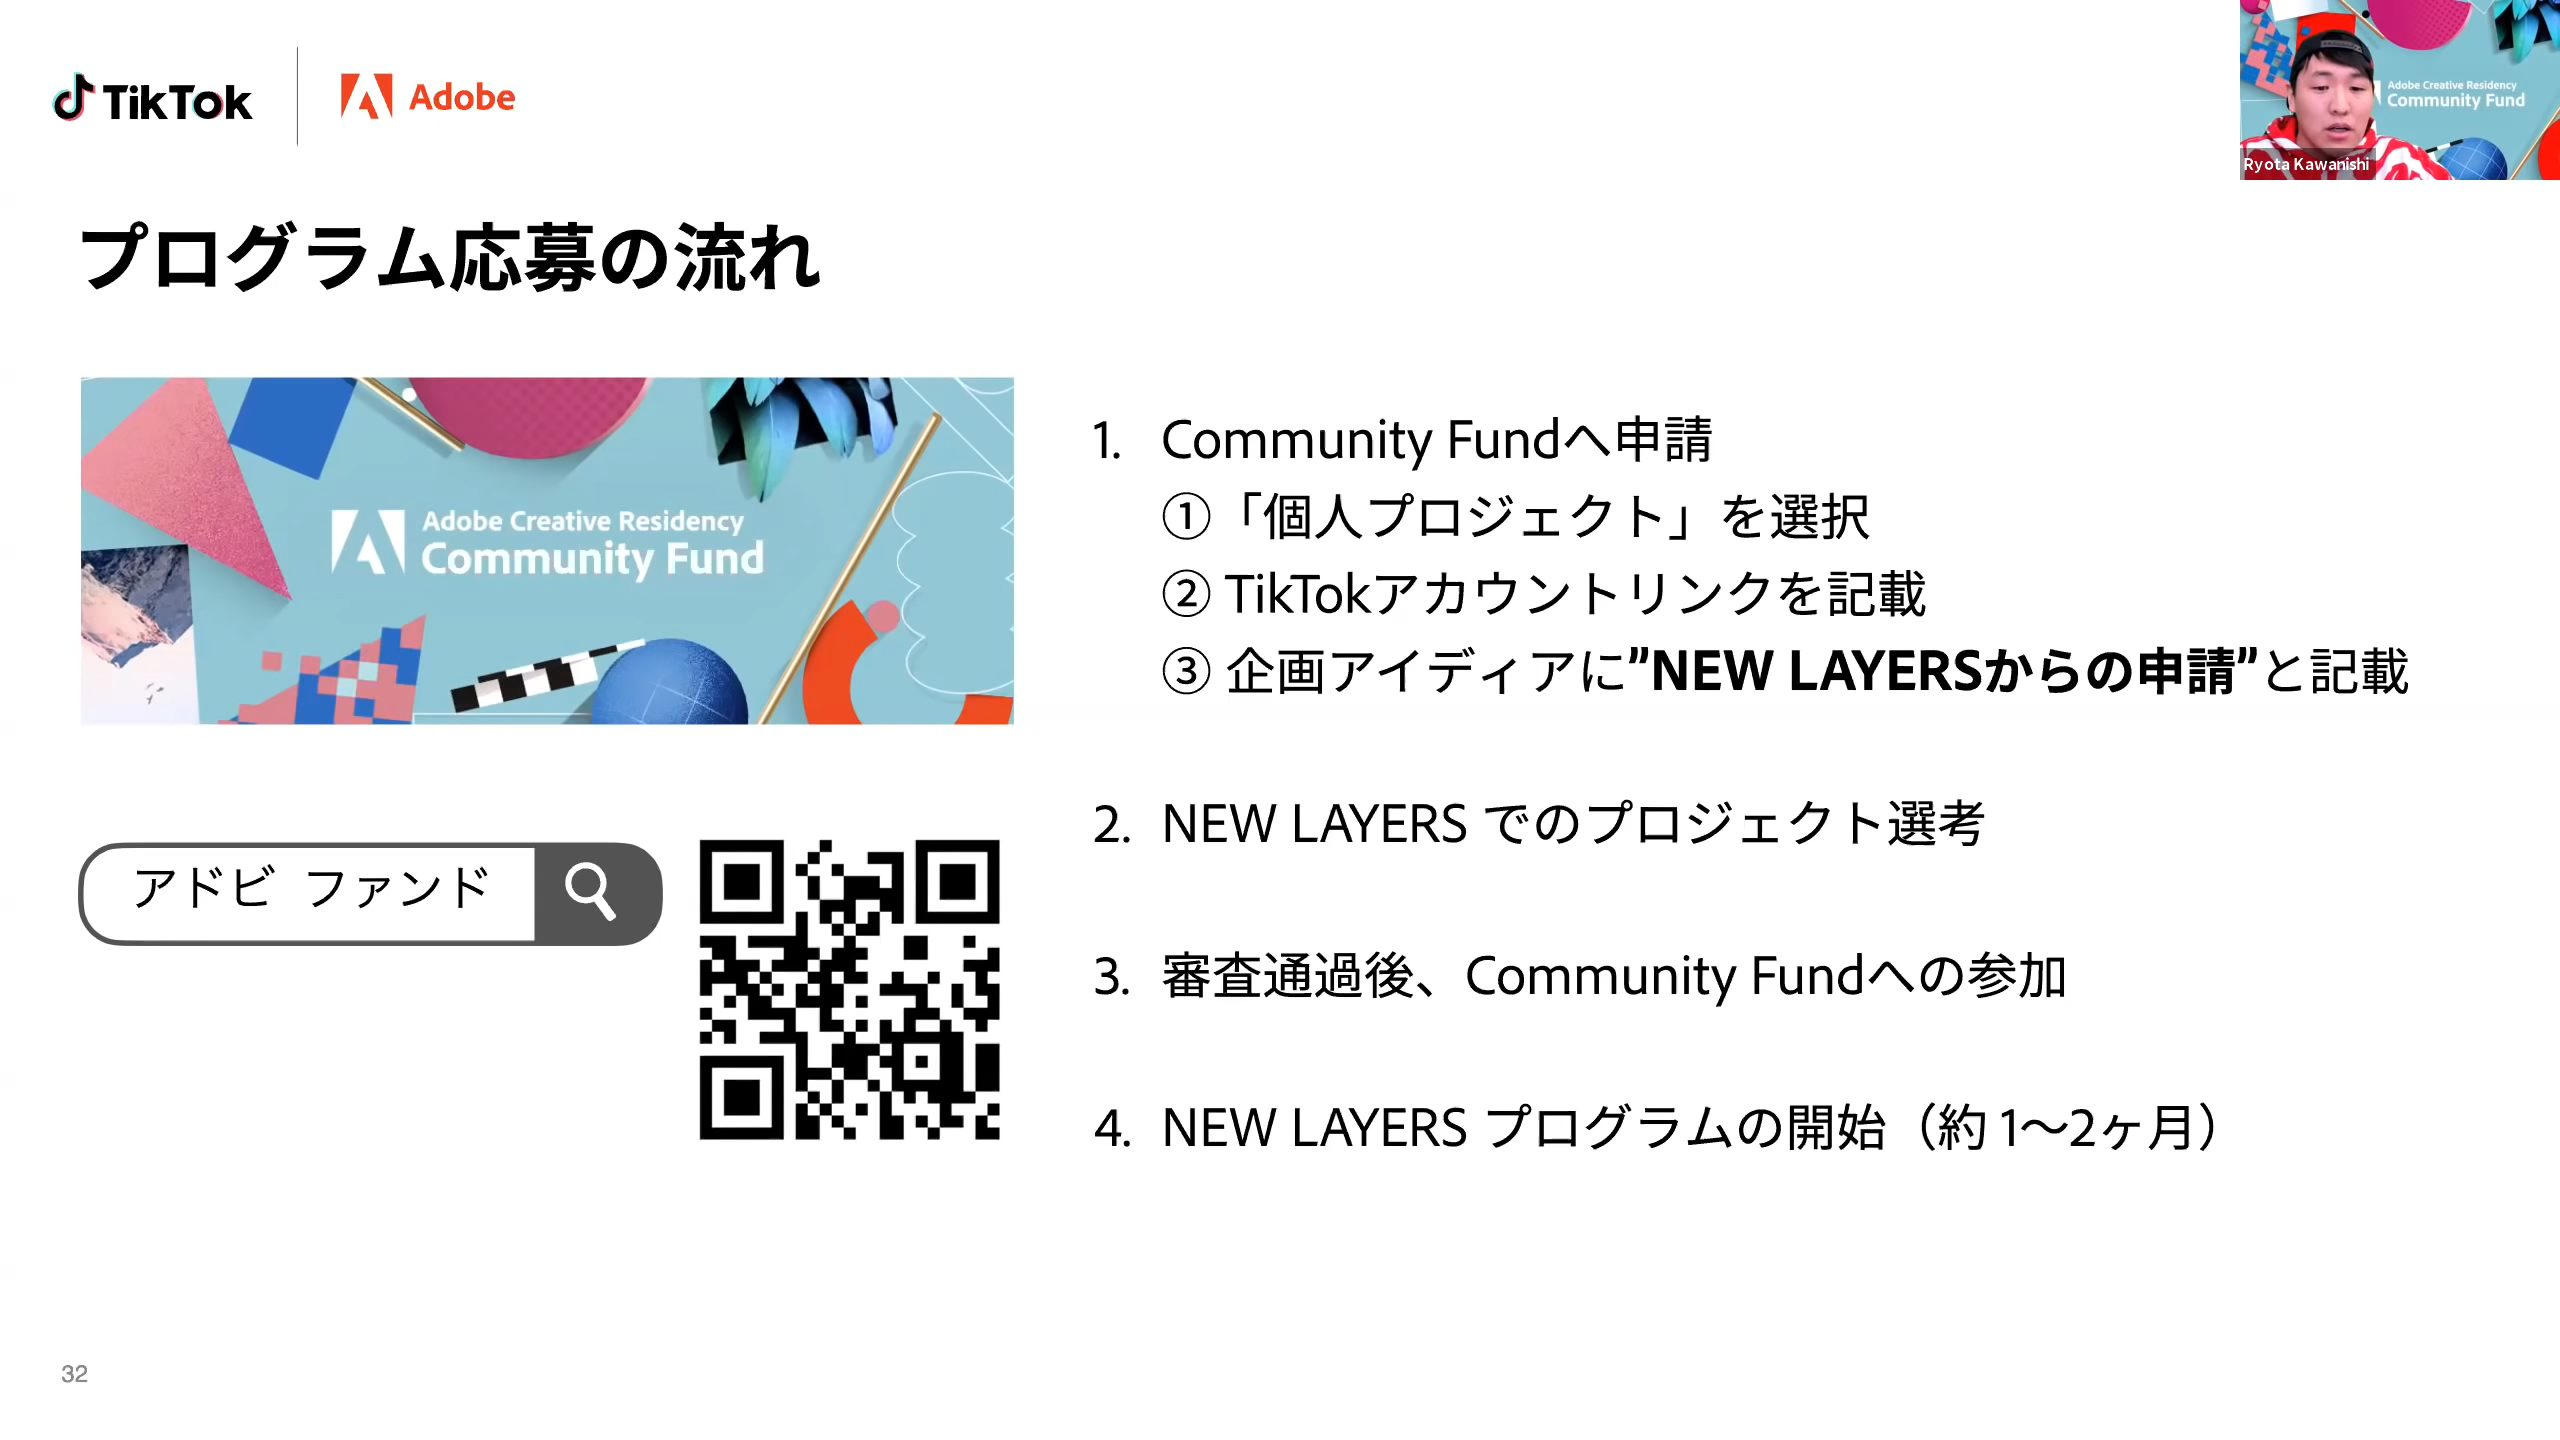 TikTok
Adobe
Adobe Creative Residency
Community Fund
Ryota Kawanishi
プログラム応募の流れ
Adobe Creative Residency
Community Fund
1. Community Fundへ申請
①「個人プロジェクト」を選択
② TikTokアカウントリンクを記載
③ 企画アイディアに”NEW LAYERSからの申請”と記載
2. NEW LAYERS でのプロジェクト選考
3. 審査通過後、Community Fundへの参加
4. NEW LAYERS プログラムの開始（約 1〜2ヶ月）
アドビ ファンド
32